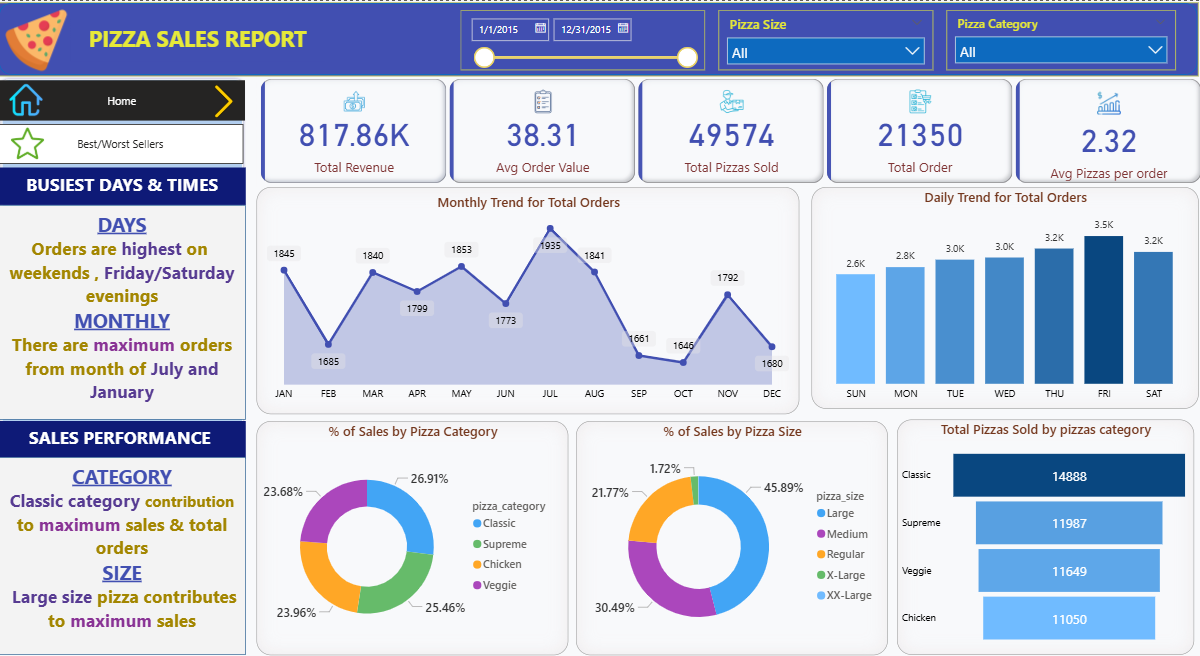 PIZZA SALES REPORT
1/1/2015
12/31/2015
Pizza Size
All
Pizza Category
All
Home
Best/Worst Sellers
BUSIEST DAYS & TIMES
DAYS
Orders are highest on
weekends , Friday/Saturday
evenings
MONTHLY
There are maximum orders
from month of July and
January
SALES PERFORMANCE
CATEGORY
Classic category contribution
to maximum sales & total
orders
SIZE
Large size pizza contributes
to maximum sales
817.86K
Total Revenue
38.31
Avg Order Value
49574
Total Pizzas Sold
21350
Total Order
2.32
Avg Pizzas per order
Monthly Trend for Total Orders
1845
1685
1840
1799
1853
1773
1935
1841
1661
1646
1792
1680
JAN FEB MAR APR MAY JUN JUL AUG SEP OCT NOV DEC
Daily Trend for Total Orders
2.6K
2.8K
3.0K
3.0K
3.2K
3.5K
3.2K
SUN MON TUE WED THU FRI SAT
% of Sales by Pizza Category
26.91%
25.46%
23.96%
23.68%
pizza_category
Classic
Supreme
Chicken
Veggie
% of Sales by Pizza Size
45.89%
30.49%
21.77%
1.72%
pizza_size
Large
Medium
Regular
X-Large
XX-Large
Total Pizzas Sold by pizzas category
Classic 14888
Supreme 11987
Veggie 11649
Chicken 11050